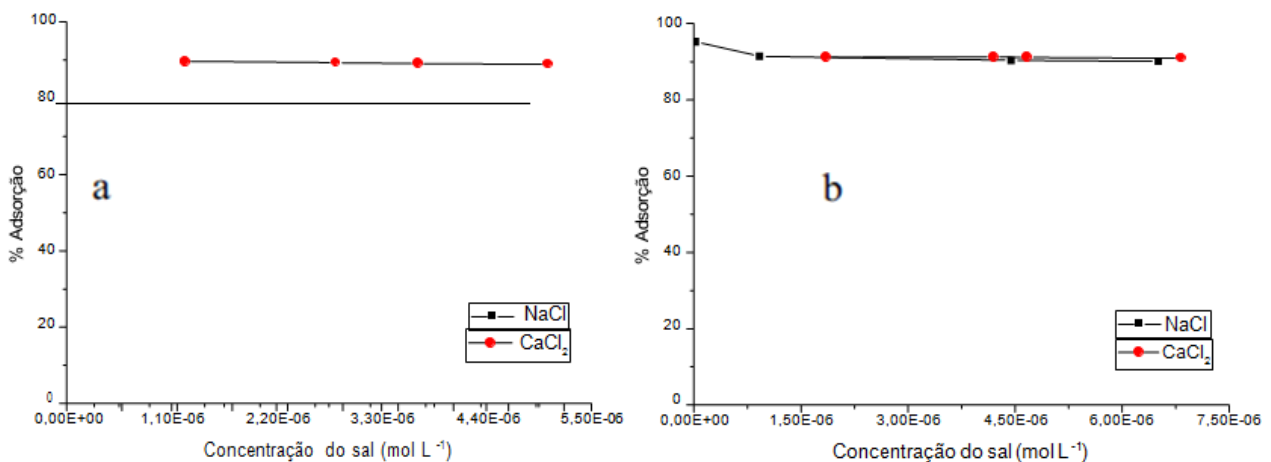 100
80
60
40
20
0
% Adsorção
a
NaCl
CaCl₂
0,00E+00 1,10E-06 2,20E-06 3,30E-06 4,40E-06 5,50E-06
Concentração do sal (mol L ⁻¹)
100
80
60
40
20
0
% Adsorção
b
NaCl
CaCl₂
0,00E+00 1,50E-06 3,00E-06 4,50E-06 6,00E-06 7,50E-06
Concentração do sal (mol L ⁻¹)